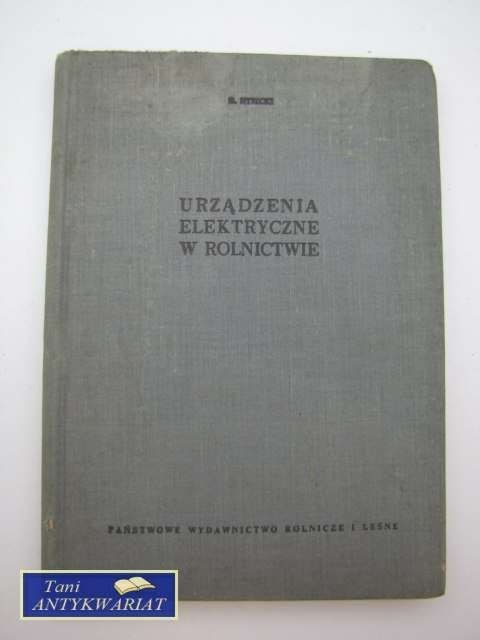 URZĄDZENIA
ELEKTRYCZNE
W ROLNICTWIE
PAŃSTWOWE WYDAWNICTWO ROLNICZE I LEŚNE
Tani
ANTYKWARIAT